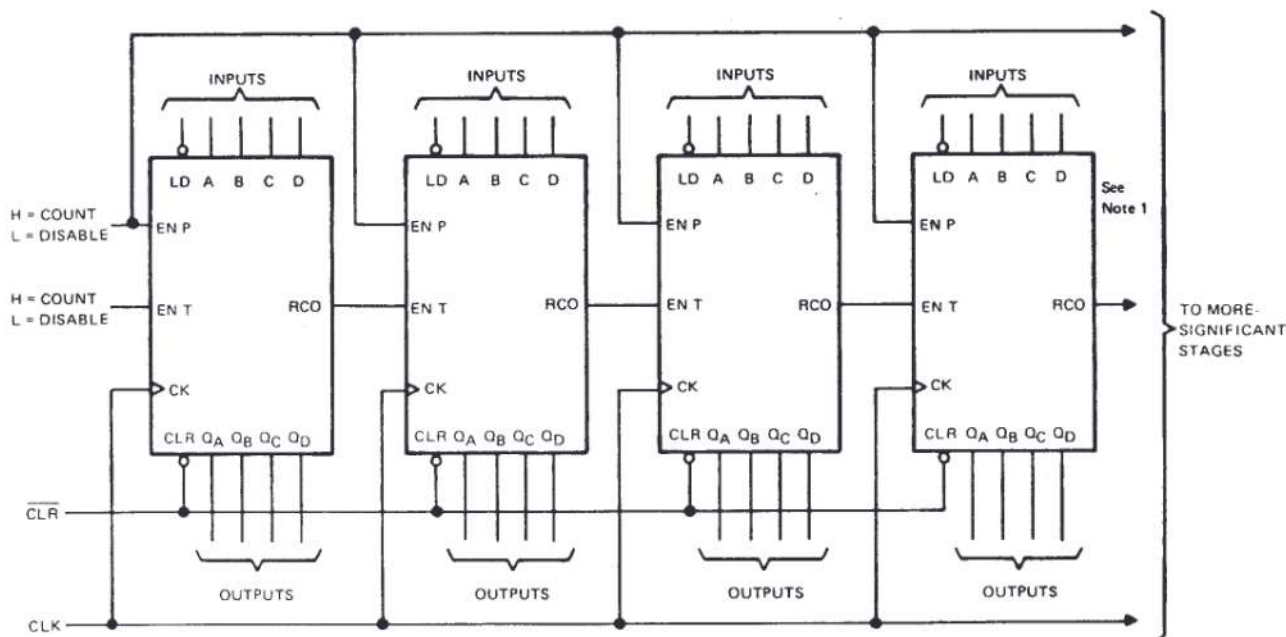 INPUTS INPUTS INPUTS INPUTS
LD A B C D LD A B C D LD A B C D LD A B C D
See
Note 1
H = COUNT
L = DISABLE
EN P EN P EN P EN P
H = COUNT
L = DISABLE
EN T RCO EN T RCO EN T RCO EN T RCO
TO MORE-
SIGNIFICANT
STAGES
CK CK CK CK
CLR QA QB QC QD CLR QA QB QC QD CLR QA QB QC QD CLR QA QB QC QD
CLR
OUTPUTS OUTPUTS OUTPUTS OUTPUTS
CLK